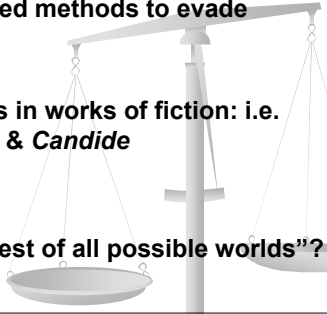 ed methods to evade
s in works of fiction: i.e.
& Candide
est of all possible worlds”?